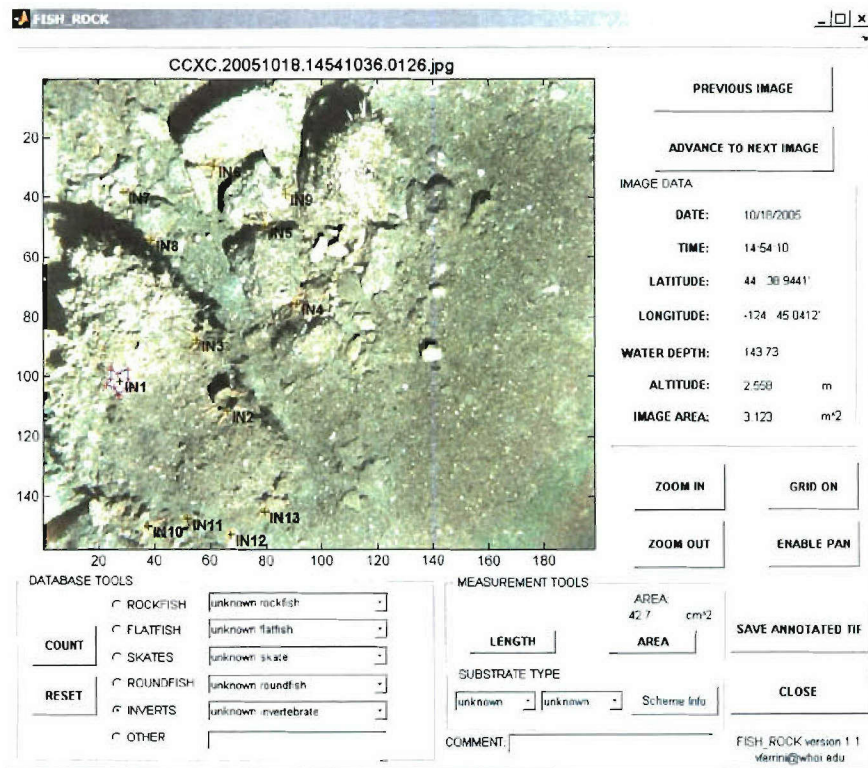 FISH_ROCK
CCXC.20051018.14541036.0126.jpg
20
40
60
80
100
120
140
20
40
60
80
100
120
140
160
180
IN6
IN7
IN9
IN5
IN8
IN4
IN3
IN1
IN2
IN13
IN11
IN10
IN12
PREVIOUS IMAGE
ADVANCE TO NEXT IMAGE
IMAGE DATA
DATE: 10/18/2005
TIME: 14:54:10
LATITUDE: 44 38.9441'
LONGITUDE: -124 45.0412'
WATER DEPTH: 143.73
ALTITUDE: 2.558 m
IMAGE AREA: 3.123 m^2
ZOOM IN
GRID ON
ZOOM OUT
ENABLE PAN
DATABASE TOOLS
COUNT
RESET
ROCKFISH unknown rockfish
FLATFISH unknown flatfish
SKATES unknown skate
ROUNDFISH unknown roundfish
INVERTS unknown invertebrate
OTHER
MEASUREMENT TOOLS
AREA:
42.7 cm^2
LENGTH
AREA
SUBSTRATE TYPE
unknown
unknown
Scheme Info
COMMENT:
SAVE ANNOTATED TIF
CLOSE
FISH_ROCK version 1.1
vferrini@whoi.edu